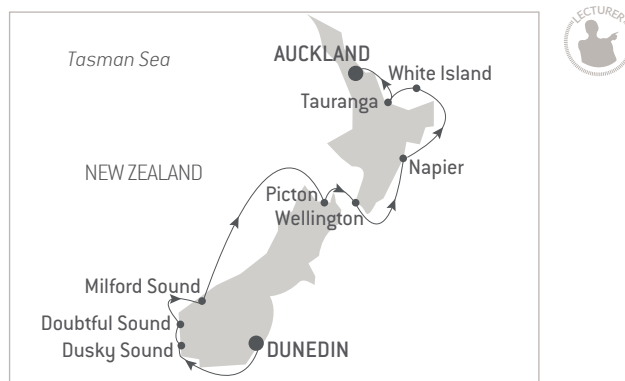 LECTURER
Tasman Sea
AUCKLAND
White Island
Tauranga
NEW ZEALAND
Napier
Picton
Wellington
Milford Sound
Doubtful Sound
Dusky Sound
DUNEDIN